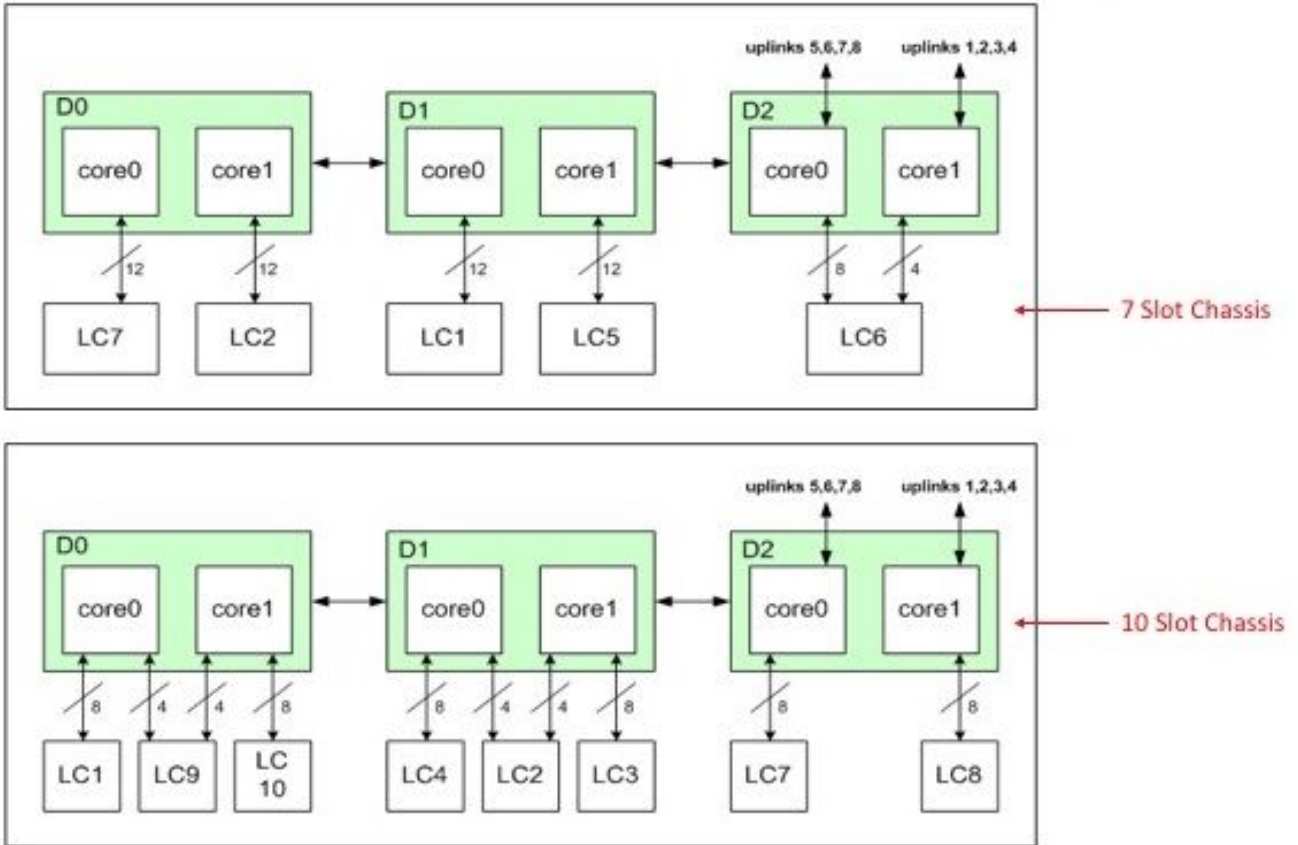 uplinks 5,6,7,8 uplinks 1,2,3,4
D0 D1 D2
core0 core1 core0 core1 core0 core1
12 12 12 12 8 4
LC7 LC2 LC1 LC5 LC6
7 Slot Chassis
uplinks 5,6,7,8 uplinks 1,2,3,4
D0 D1 D2
core0 core1 core0 core1 core0 core1
10 Slot Chassis
8 4 4 8 8 4 4 8 8 8
LC1 LC9 LC
10 LC4 LC2 LC3 LC7 LC8